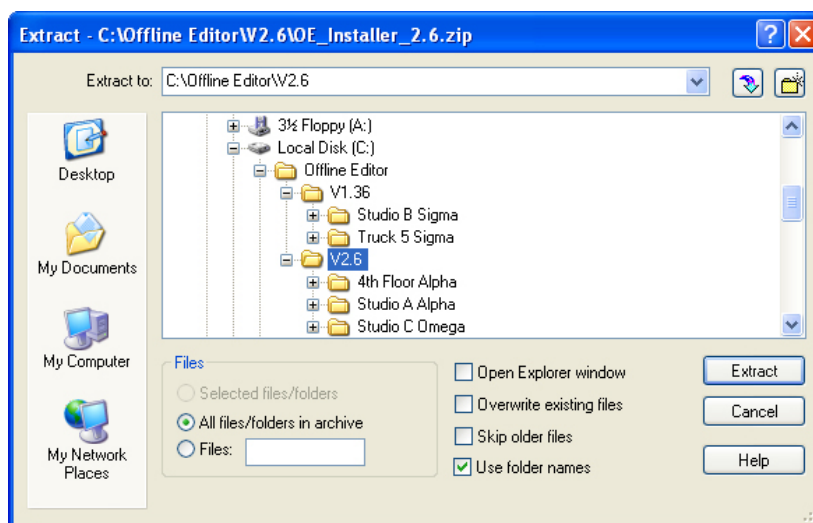 Extract - C:\Offline Editor\V2.6\OE_Installer_2.6.zip
Extract to: C:\Offline Editor\V2.6
Desktop
My Documents
My Computer
My Network
Places
3½ Floppy (A:)
Local Disk (C:)
Offline Editor
V1.36
Studio B Sigma
Truck 5 Sigma
V2.6
4th Floor Alpha
Studio A Alpha
Studio C Omega
Files
Selected files/folders
All files/folders in archive
Files:
Open Explorer window
Overwrite existing files
Skip older files
Use folder names
Extract
Cancel
Help